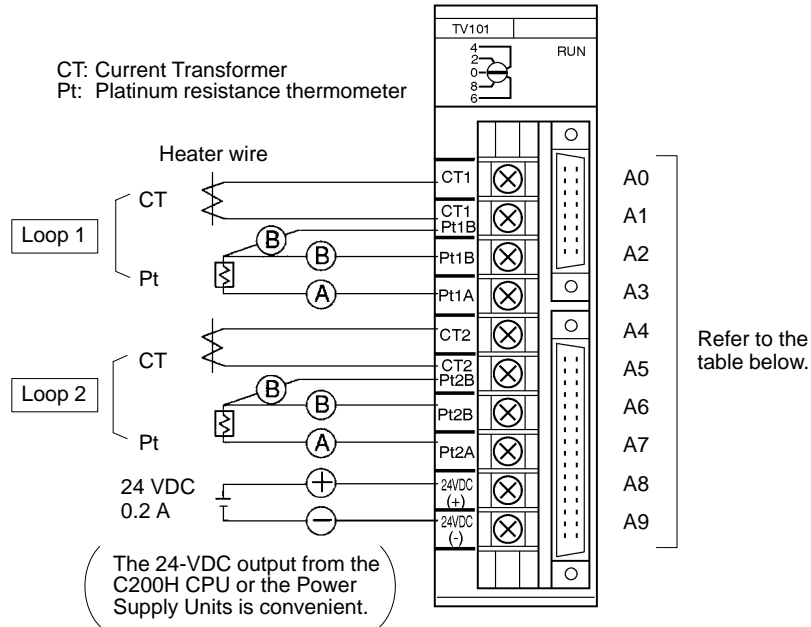 TV101
4
2
0
8
6
RUN
CT: Current Transformer
Pt: Platinum resistance thermometer
Heater wire
Loop 1
CT
Pt
B
B
A
CT1
CT1
Pt1B
Pt1B
Pt1A
A0
A1
A2
A3
Loop 2
CT
Pt
B
B
A
CT2
CT2
Pt2B
Pt2B
Pt2A
A4
A5
A6
A7
Refer to the
table below.
24 VDC
0.2 A
+
−
24VDC
(+)
24VDC
(-)
A8
A9
The 24-VDC output from the
C200H CPU or the Power
Supply Units is convenient.